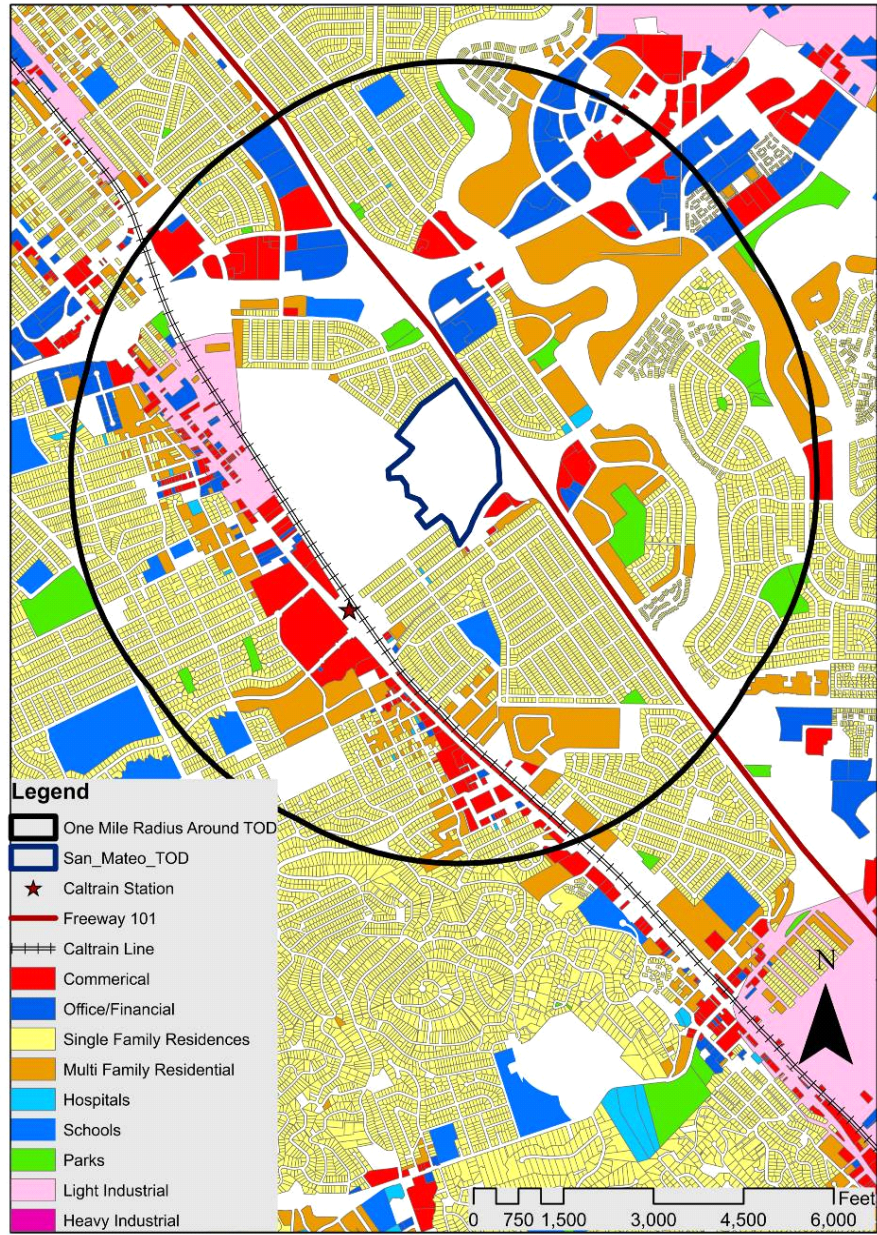 Legend
One Mile Radius Around TOD
San_Mateo_TOD
Caltrain Station
Freeway 101
Caltrain Line
Commerical
Office/Financial
Single Family Residences
Multi Family Residential
Hospitals
Schools
Parks
Light Industrial
Heavy Industrial
N
Feet
0 750 1,500 3,000 4,500 6,000